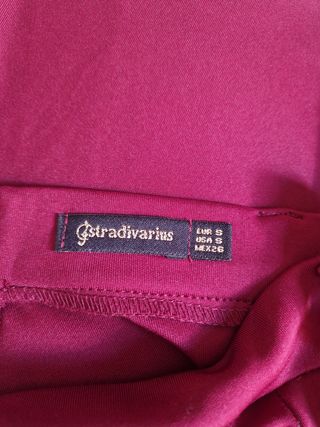 stradivarius
EUR S
USA S
MEX 26